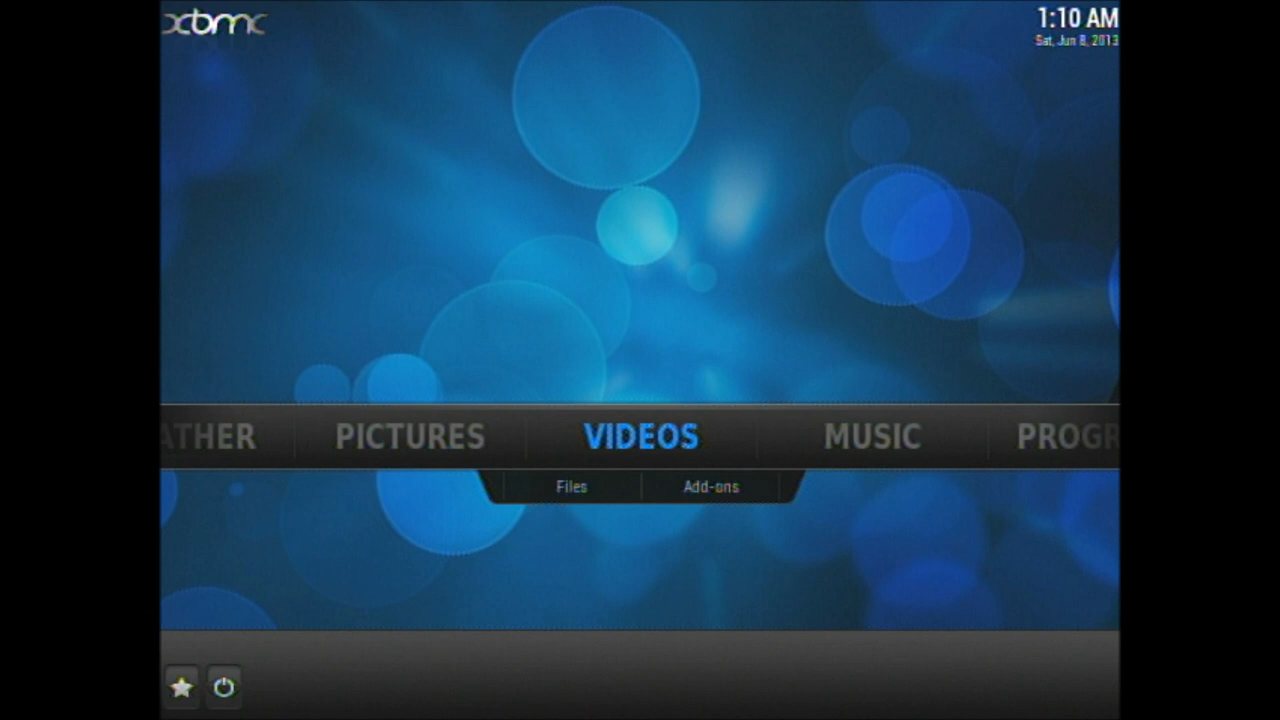 xbmc
1:10 AM
Sat, Jun 8, 2013
ATHER PICTURES VIDEOS MUSIC PROGR
Files Add-ons